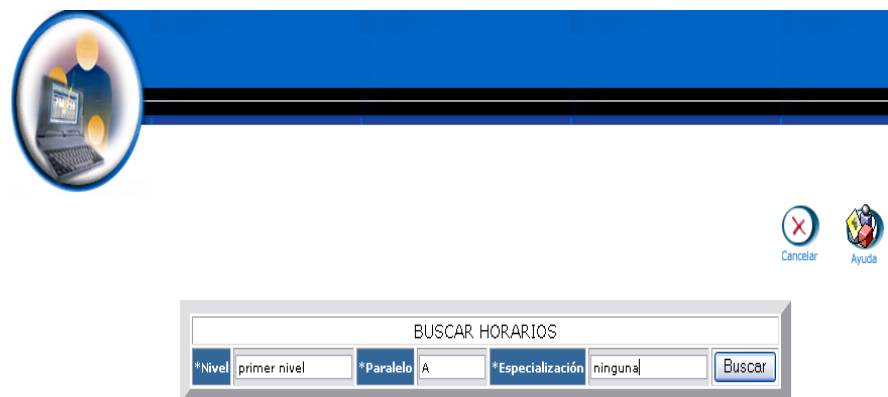 Cancelar Ayuda
BUSCAR HORARIOS
*Nivel primer nivel *Paralelo A *Especialización ninguna Buscar